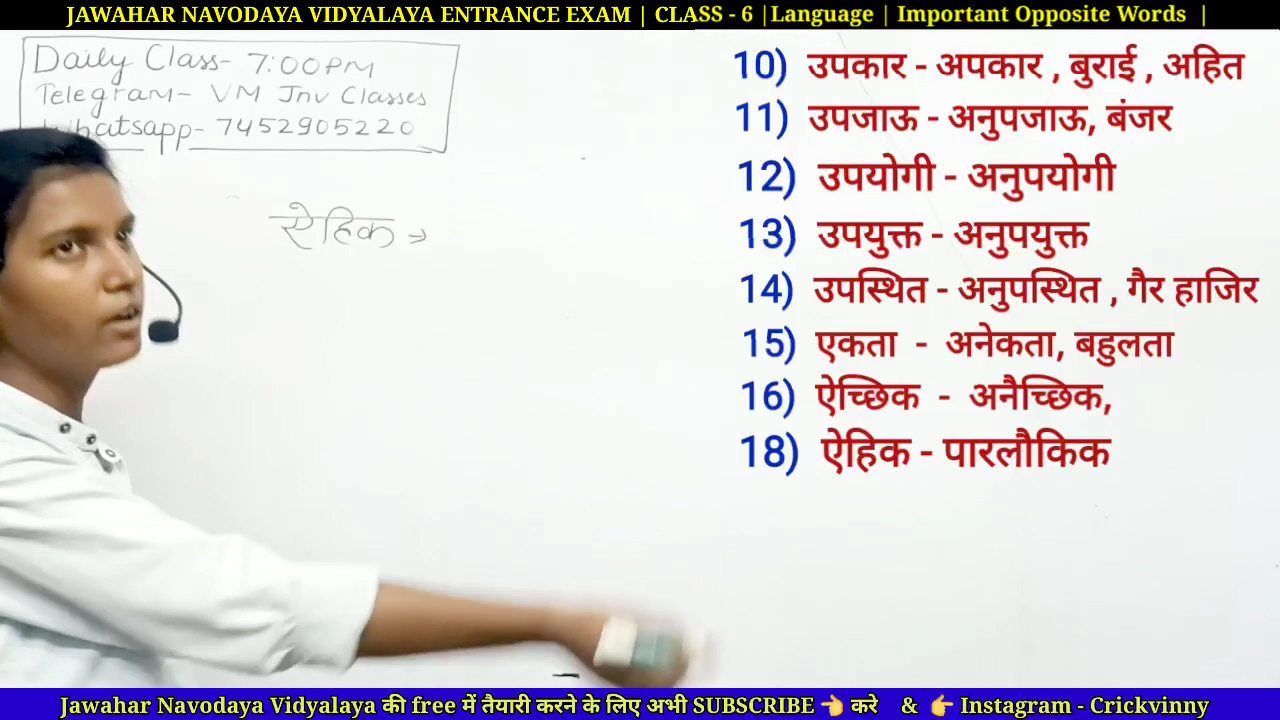 JAWAHAR NAVODAYA VIDYALAYA ENTRANCE EXAM | CLASS - 6 |Language | Important Opposite Words |
Daily Class- 7:00PM
Telegram- VM Jnv Classes
Whatsapp- 7452905220
ऐहिक →
10) उपकार - अपकार , बुराई , अहित
11) उपजाऊ - अनुपजाऊ, बंजर
12) उपयोगी - अनुपयोगी
13) उपयुक्त - अनुपयुक्त
14) उपस्थित - अनुपस्थित , गैर हाजिर
15) एकता - अनेकता, बहुलता
16) ऐच्छिक - अनैच्छिक,
18) ऐहिक - पारलौकिक
Jawahar Navodaya Vidyalaya की free में तैयारी करने के लिए अभी SUBSCRIBE 👈 करे & 👉 Instagram - Crickvinny